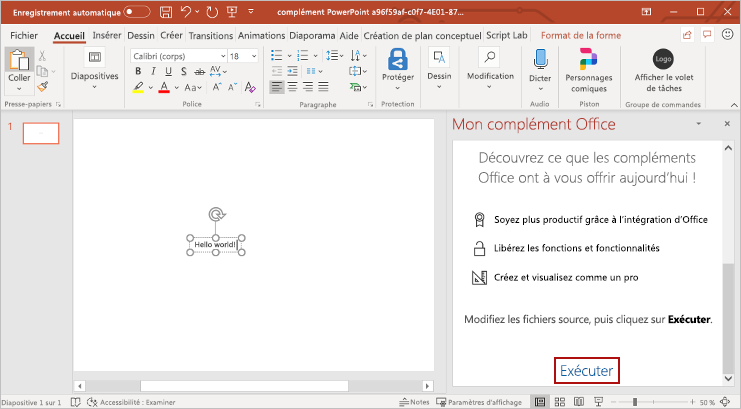 Enregistrement automatique
complément PowerPoint a96f59af-c0f7-4E01-87...
Fichier Accueil Insérer Dessin Créer Transitions Animations Diaporama Aide Création de plan conceptuel Script Lab Format de la forme
Coller
Diapositives
Calibri (corps) 18
B I U S ab AV
A Aa A A
Protéger
Dessin
Modification
Dicter
Personnages
comiques
Logo
Afficher le volet
de tâches
Presse-papiers Police Paragraphe Protection Audio Piston Groupe de commandes
1
Hello world!
Mon complément Office
Découvrez ce que les compléments
Office ont à vous offrir aujourd'hui !
Soyez plus productif grâce à l'intégration d'Office
Libérez les fonctions et fonctionnalités
Créez et visualisez comme un pro
Modifiez les fichiers source, puis cliquez sur Exécuter.
Exécuter
Diapositive 1 sur 1 Accessibilité : Examiner Notes Paramètres d'affichage 50 %